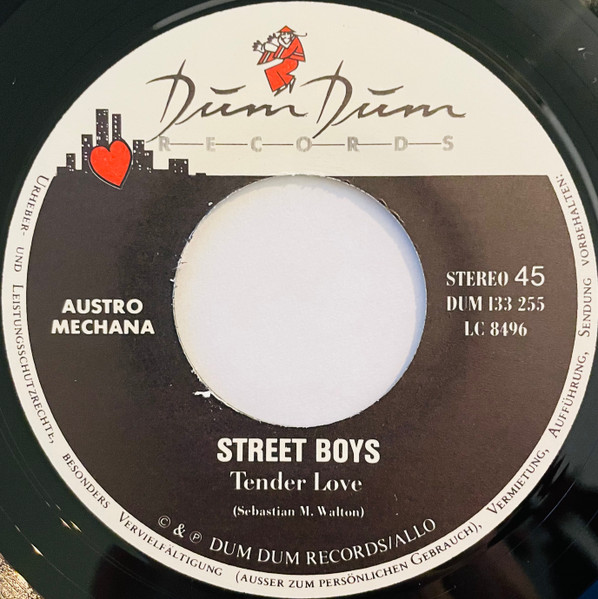 Dum Dum
RECORDS
STEREO 45
DUM 133 255
LC 8496
AUSTRO
MECHANA
STREET BOYS
Tender Love
(Sebastian M. Walton)
© & ℗ DUM DUM RECORDS/ALLO
URHEBER- UND LEISTUNGSSCHUTZRECHTE, BESONDERS VERVIELFÄLTIGUNG (AUSSER ZUM PERSÖNLICHEN GEBRAUCH), VERMIETUNG, AUFFÜHRUNG, SENDUNG VORBEHALTEN: